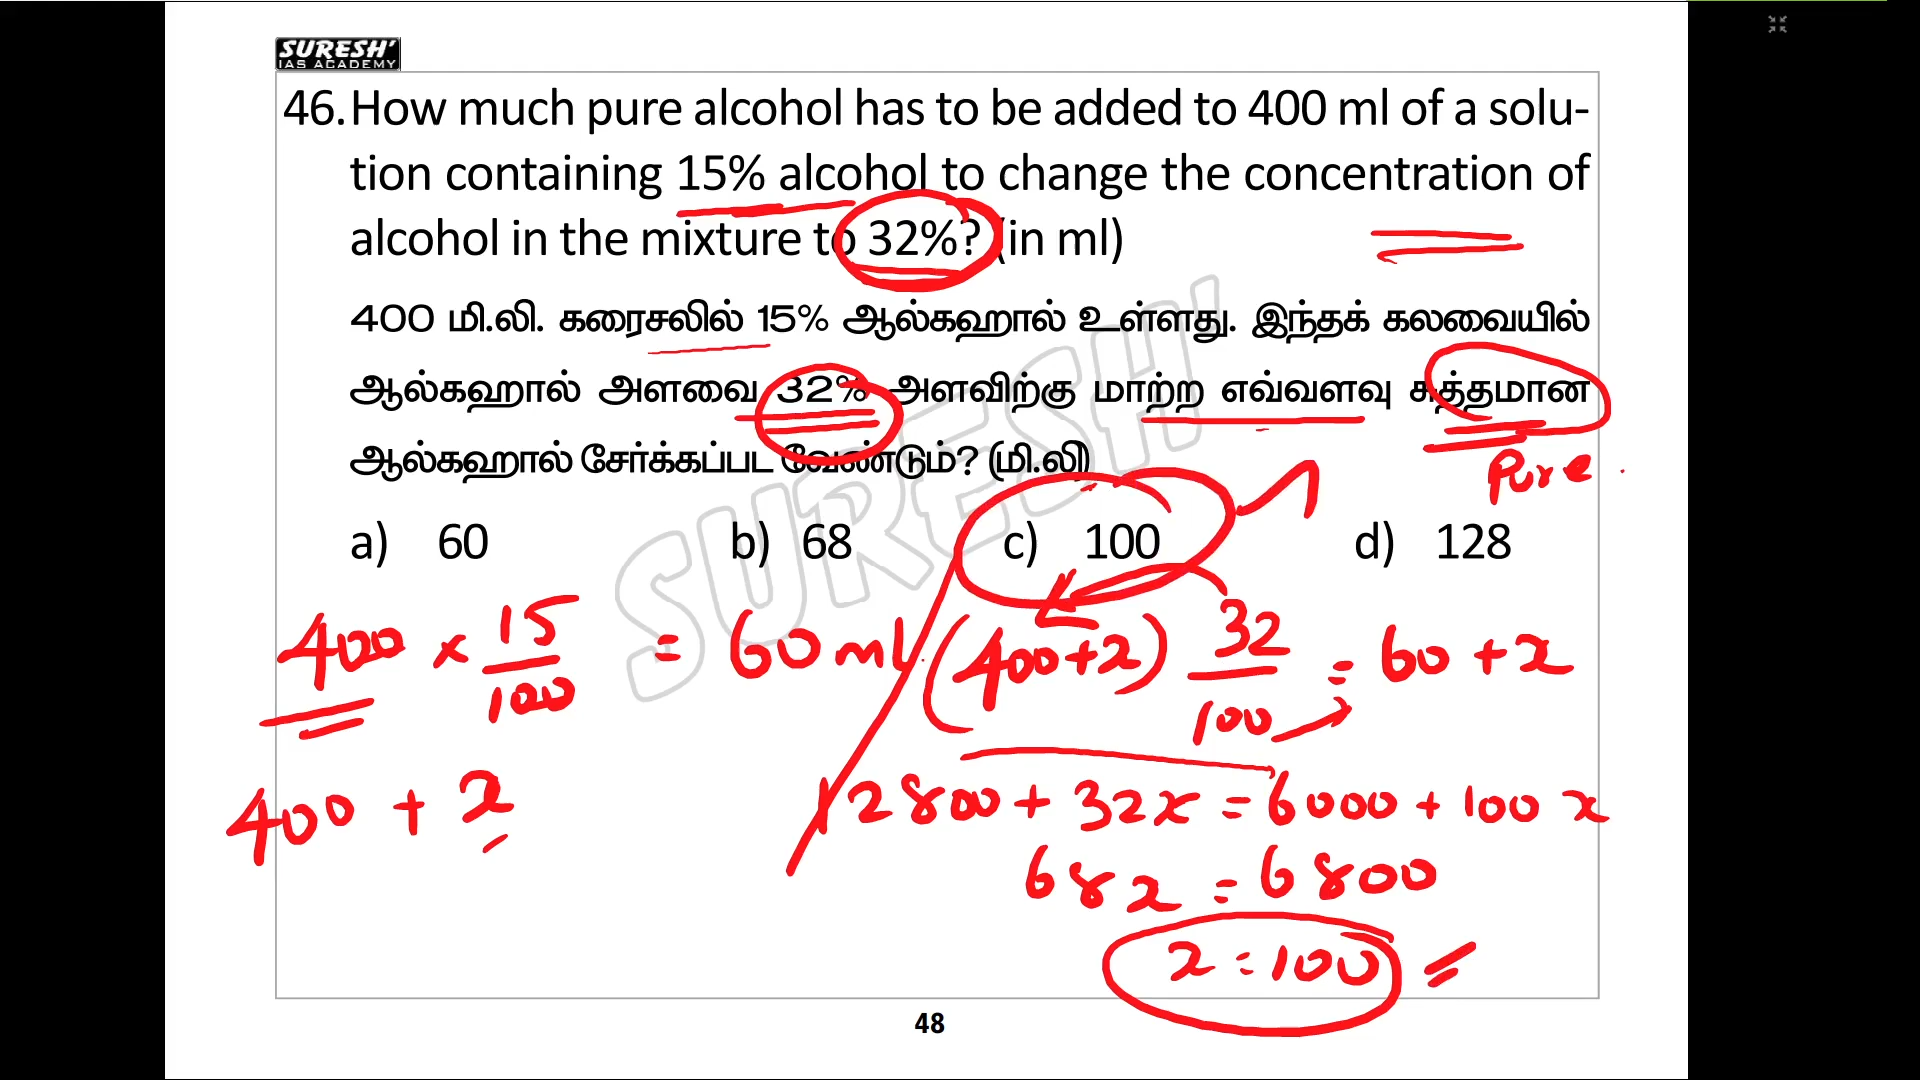 SURESH'
IAS ACADEMY
46. How much pure alcohol has to be added to 400 ml of a solu-
tion containing 15% alcohol to change the concentration of
alcohol in the mixture to 32%? (in ml)
400 மி.லி. கரைசலில் 15% ஆல்கஹால் உள்ளது. இந்தக் கலவையில்
ஆல்கஹால் அளவை 32% அளவிற்கு மாற்ற எவ்வளவு சுத்தமான
ஆல்கஹால் சேர்க்கப்பட வேண்டும்? (மி.லி)
Pure.
a) 60 b) 68 c) 100 d) 128
SURESH
400 × 15/100 = 60 ml. (400+x) 32/100 = 60 + x
400 + x
12800 + 32x = 6000 + 100 x
68x = 6800
x = 100
48